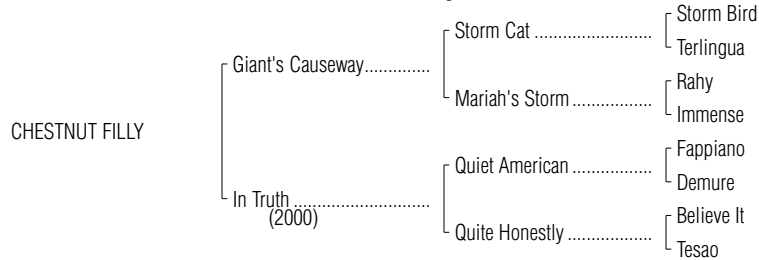 Storm Bird
Storm Cat ........................
Terlingua
Giant's Causeway..............
Rahy
Mariah's Storm .................
Immense
CHESTNUT FILLY
Fappiano
Quiet American .................
Demure
In Truth .............................
(2000)
Believe It
Quite Honestly ..................
Tesao